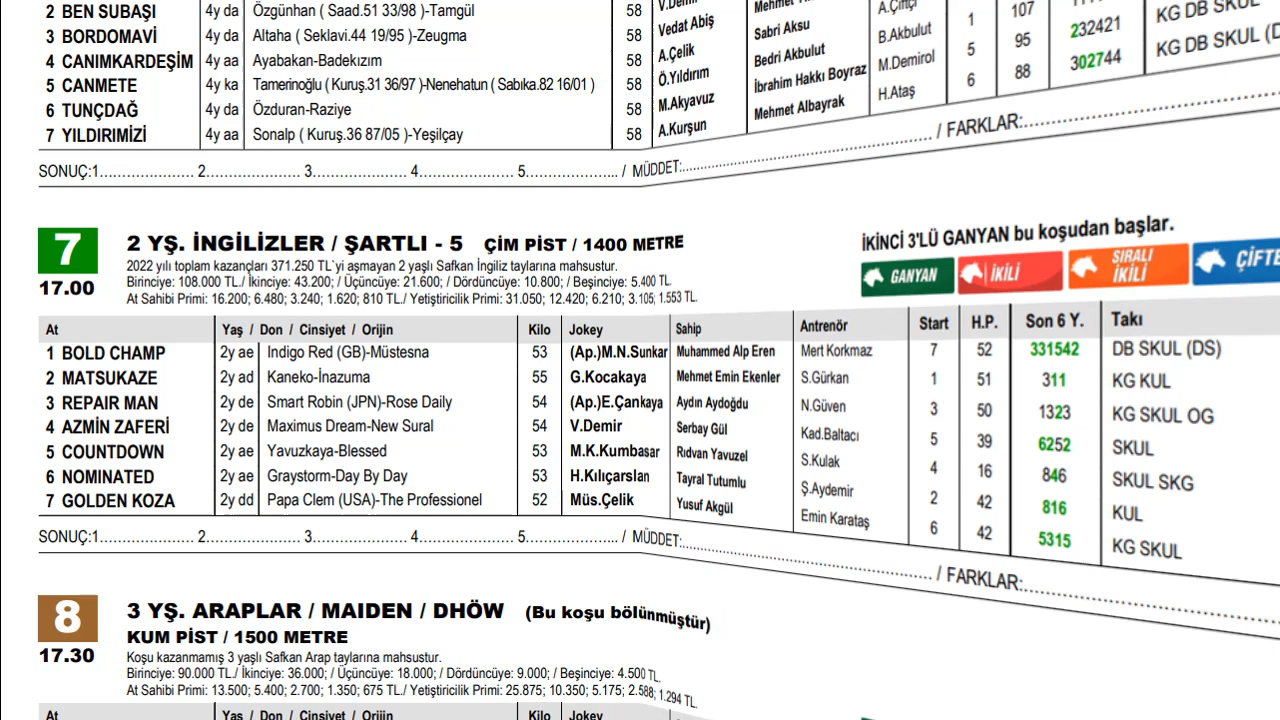 2 BEN SUBAŞI 4y da Özgünhan ( Saad.51 33/98 )-Tamgül 58
3 BORDOMAVİ 4y da Altaha ( Seklavi.44 19/95 )-Zeugma 58 Vedat Abiş
4 CANIMKARDEŞİM 4y aa Ayabakan-Badekızım 58 A.Çelik Sabri Aksu A.Çiftçi
5 CANMETE 4y ka Tamerinoğlu ( Kuruş.31 36/97 )-Nenehatun ( Sabıka.82 16/01 ) 58 Ö.Yıldırım Bedri Akbulut B.Akbulut 1 107
6 TUNÇDAĞ 4y da Özduran-Raziye 58 M.Akyavuz İbrahim Hakkı Boyraz M.Demirol 5 95 232421 KG DB SKUL
7 YILDIRIMİZİ 4y aa Sonalp ( Kuruş.36 87/05 )-Yeşilçay 58 A.Kurşun Mehmet Albayrak H.Ataş 6 88 302744 KG DB SKUL (D
SONUÇ:1...................... 2...................... 3...................... 4...................... 5...................... / MÜDDET:...................... / FARKLAR:......................
7 2 YŞ. İNGİLİZLER / ŞARTLI - 5 ÇİM PİST / 1400 METRE İKİNCİ 3'LÜ GANYAN bu koşudan başlar.
17.00 2022 yılı toplam kazançları 371.250 TL`yi aşmayan 2 yaşlı Safkan İngiliz taylarına mahsustur. GANYAN İKİLİ SIRALI İKİLİ ÇİFTE
Birinciye: 108.000 TL./ İkinciye: 43.200; / Üçüncüye: 21.600; / Dördüncüye: 10.800; / Beşinciye: 5.400 TL.
At Sahibi Primi: 16.200; 6.480; 3.240; 1.620; 810 TL./ Yetiştiricilik Primi: 31.050; 12.420; 6.210; 3.105; 1.553 TL.
At Yaş / Don / Cinsiyet / Orijin Kilo Jokey Sahip Antrenör Start H.P. Son 6 Y. Takı
1 BOLD CHAMP 2y ae Indigo Red (GB)-Müstesna 53 (Ap.)M.N.Sunkar Muhammed Alp Eren Mert Korkmaz 7 52 331542 DB SKUL (DS)
2 MATSUKAZE 2y ad Kaneko-İnazuma 55 G.Kocakaya Mehmet Emin Ekenler S.Gürkan 1 51 311 KG KUL
3 REPAIR MAN 2y de Smart Robin (JPN)-Rose Daily 54 (Ap.)E.Çankaya Aydın Aydoğdu N.Güven 3 50 1323 KG SKUL OG
4 AZMİN ZAFERİ 2y de Maximus Dream-New Sural 54 V.Demir Serbay Gül Kad.Baltacı 5 39 6252 SKUL
5 COUNTDOWN 2y ae Yavuzkaya-Blessed 53 M.K.Kumbasar Rıdvan Yavuzel S.Kulak 4 16 846 SKUL SKG
6 NOMINATED 2y ae Graystorm-Day By Day 53 H.Kılıçarslan Tayral Tutumlu Ş.Aydemir 2 42 816 KUL
7 GOLDEN KOZA 2y dd Papa Clem (USA)-The Professionel 52 Müs.Çelik Yusuf Akgül Emin Karataş 6 42 5315 KG SKUL
SONUÇ:1...................... 2...................... 3...................... 4...................... 5...................... / MÜDDET:...................... / FARKLAR:......................
8 3 YŞ. ARAPLAR / MAIDEN / DHÖW (Bu koşu bölünmüştür)
KUM PİST / 1500 METRE
17.30 Koşu kazanmamış 3 yaşlı Safkan Arap taylarına mahsustur.
Birinciye: 90.000 TL./ İkinciye: 36.000; / Üçüncüye: 18.000; / Dördüncüye: 9.000; / Beşinciye: 4.500 TL.
At Sahibi Primi: 13.500; 5.400; 2.700; 1.350; 675 TL./ Yetiştiricilik Primi: 25.875; 10.350; 5.175; 2.588; 1.294 TL.
At Yaş / Don / Cinsiyet / Orijin Kilo Jokey